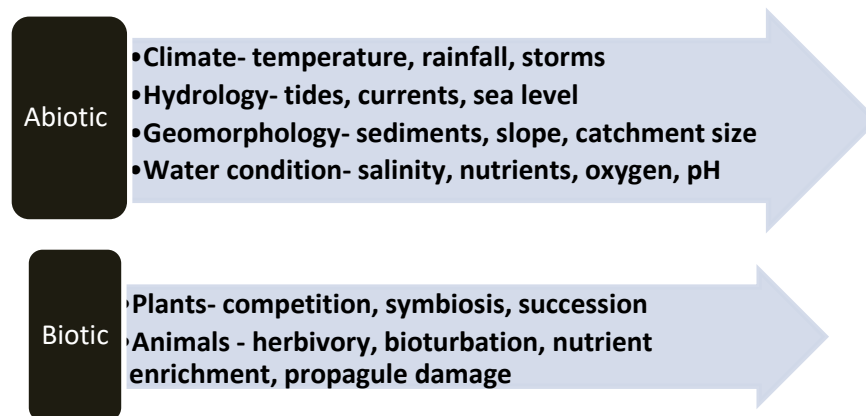 Abiotic
•Climate- temperature, rainfall, storms
•Hydrology- tides, currents, sea level
•Geomorphology- sediments, slope, catchment size
•Water condition- salinity, nutrients, oxygen, pH
Biotic
•Plants- competition, symbiosis, succession
•Animals - herbivory, bioturbation, nutrient
enrichment, propagule damage